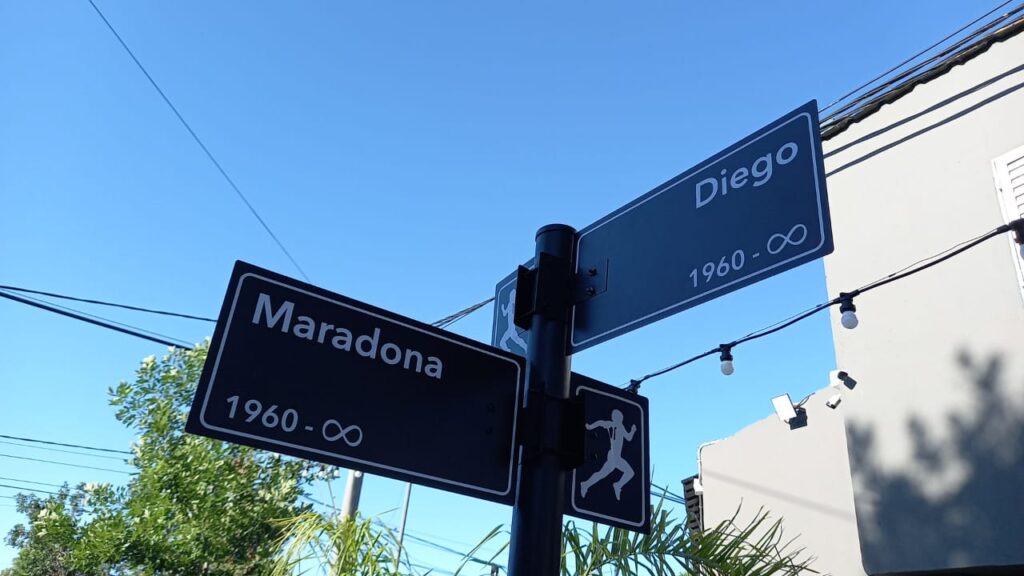 Diego
1960 - ∞
Maradona
1960 - ∞